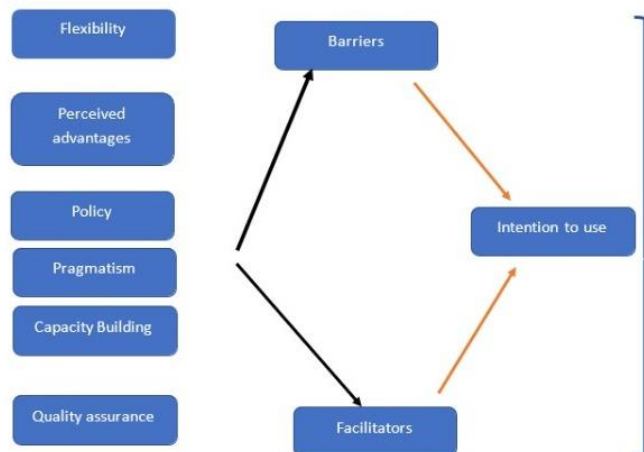 Flexibility
Perceived
advantages
Policy
Pragmatism
Capacity Building
Quality assurance
Barriers
Facilitators
Intention to use